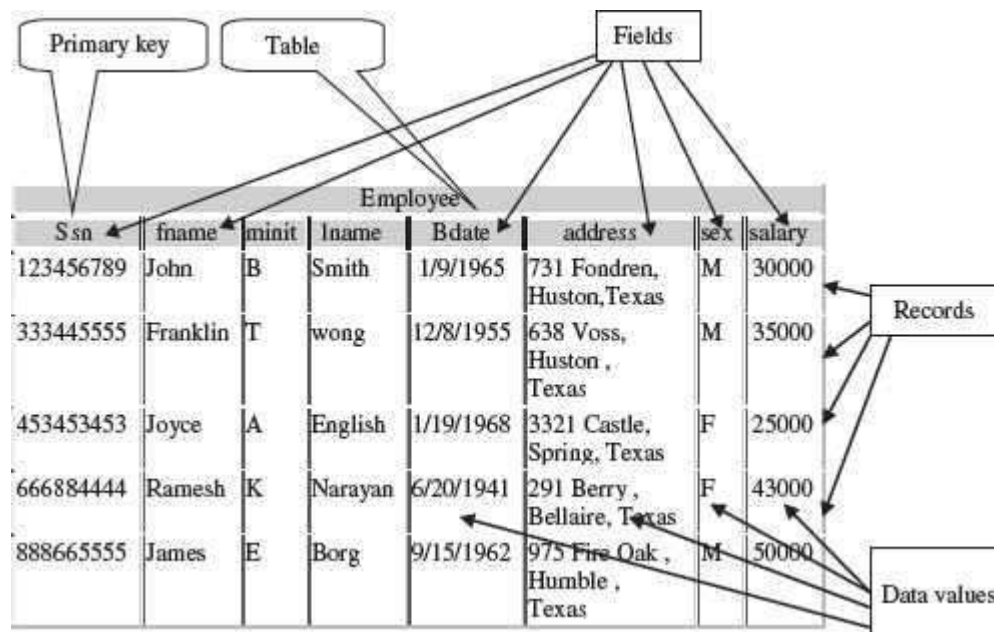 Primary key
Table
Fields
Employee
Ssn fname minit lname Bdate address sex salary
123456789 John B Smith 1/9/1965 731 Fondren, M 30000
Huston,Texas
Records
333445555 Franklin T wong 12/8/1955 638 Voss, M 35000
Huston ,
Texas
453453453 Joyce A English 1/19/1968 3321 Castle, F 25000
Spring, Texas
666884444 Ramesh K Narayan 6/20/1941 291 Berry , F 43000
Bellaire, Texas
888665555 James E Borg 9/15/1962 975 Fire Oak , M 50000
Humble ,
Texas
Data values